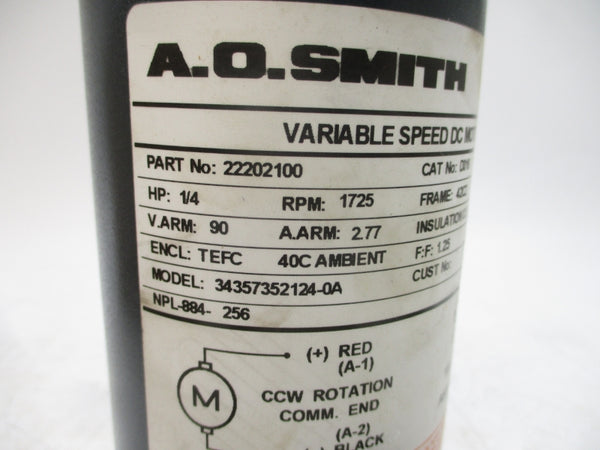 A.O.SMITH
VARIABLE SPEED DC
PART No: 22202100 CAT No:
HP: 1/4 RPM: 1725 FRAME:
V.ARM: 90 A.ARM: 2.77 INSULATION
ENCL: TEFC 40C AMBIENT F:F: 1.25
MODEL: 34357352124-0A CUST No:
NPL-884- 256
(+) RED
(A-1)
M
CCW ROTATION
COMM. END
(A-2)
BLACK